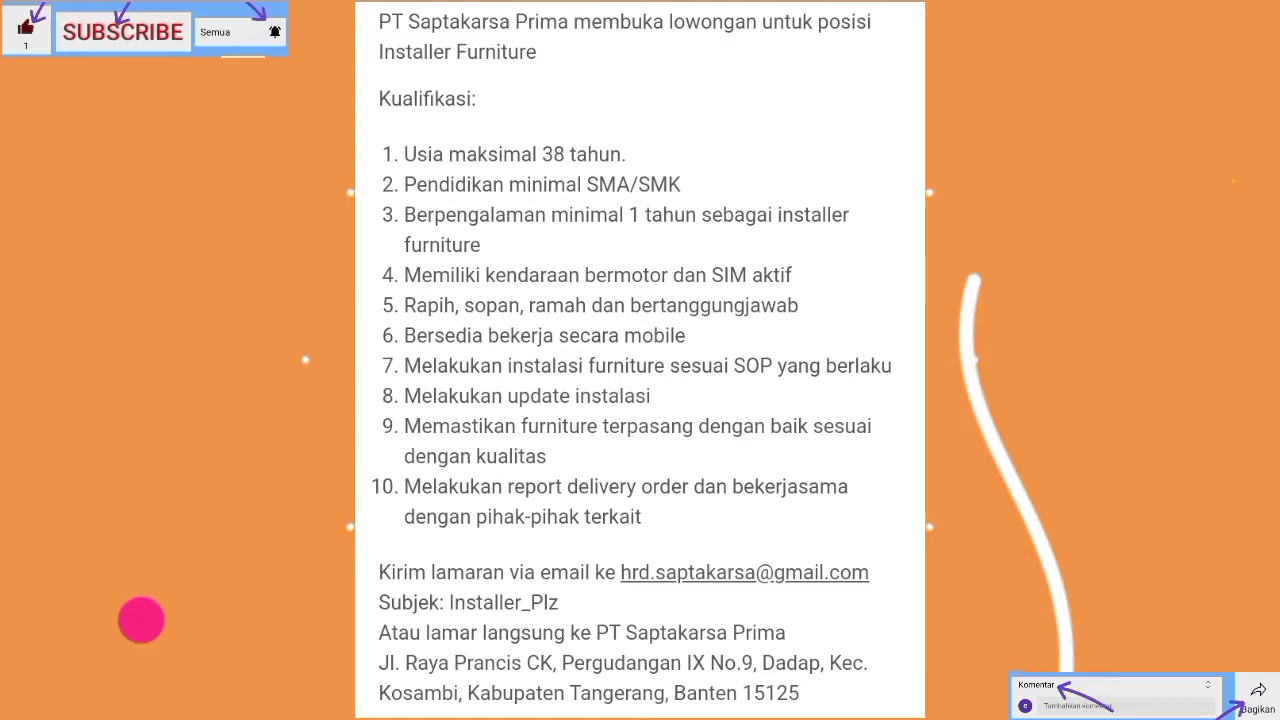 1
SUBSCRIBE
Semua
PT Saptakarsa Prima membuka lowongan untuk posisi
Installer Furniture
Kualifikasi:
1. Usia maksimal 38 tahun.
2. Pendidikan minimal SMA/SMK
3. Berpengalaman minimal 1 tahun sebagai installer
furniture
4. Memiliki kendaraan bermotor dan SIM aktif
5. Rapih, sopan, ramah dan bertanggungjawab
6. Bersedia bekerja secara mobile
7. Melakukan instalasi furniture sesuai SOP yang berlaku
8. Melakukan update instalasi
9. Memastikan furniture terpasang dengan baik sesuai
dengan kualitas
10. Melakukan report delivery order dan bekerjasama
dengan pihak-pihak terkait
Kirim lamaran via email ke hrd.saptakarsa@gmail.com
Subjek: Installer_Plz
Atau lamar langsung ke PT Saptakarsa Prima
Jl. Raya Prancis CK, Pergudangan IX No.9, Dadap, Kec.
Kosambi, Kabupaten Tangerang, Banten 15125
Komentar
Tambahkan komentar
Bagikan